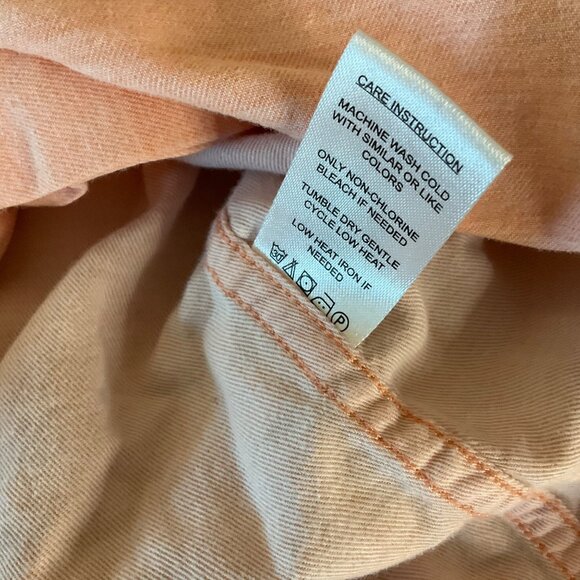 CARE INSTRUCTION
MACHINE WASH COLD
WITH SIMILAR OR LIKE
COLORS
ONLY NON-CHLORINE
BLEACH IF NEEDED
TUMBLE DRY GENTLE
CYCLE LOW HEAT
LOW HEAT IRON IF
NEEDED
30 P